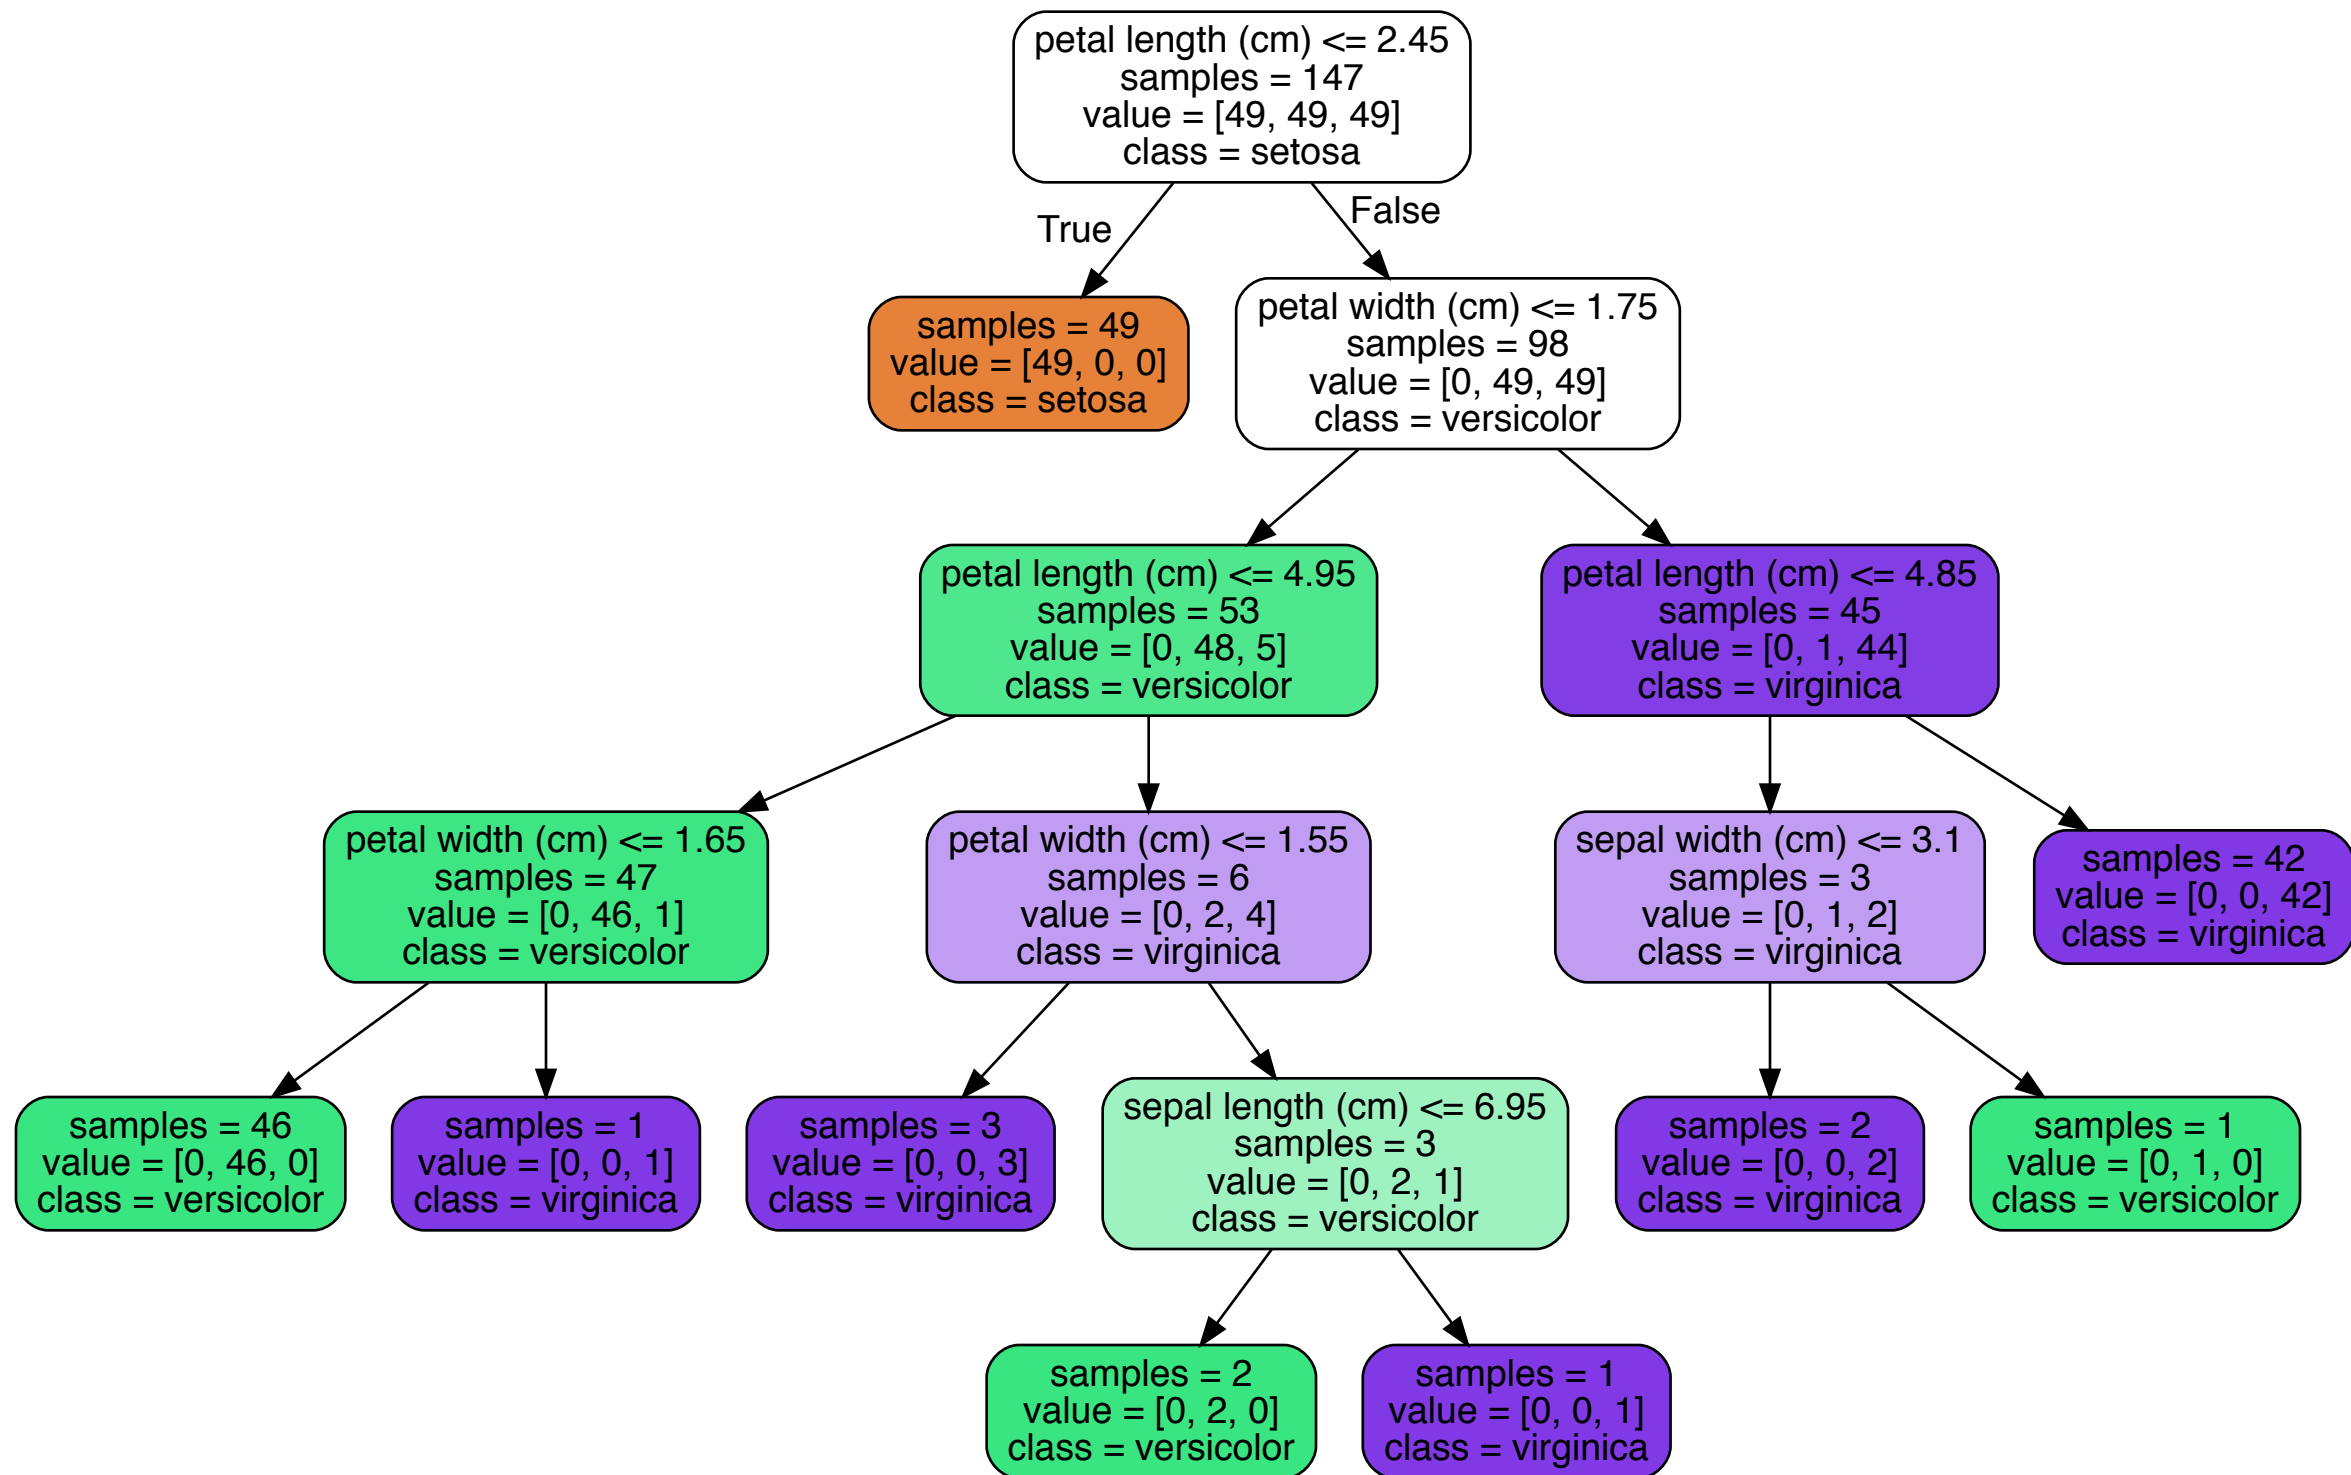 petal length (cm) <= 2.45
samples = 147
value = [49, 49, 49]
class = setosa
True
False
samples = 49
value = [49, 0, 0]
class = setosa
petal width (cm) <= 1.75
samples = 98
value = [0, 49, 49]
class = versicolor
petal length (cm) <= 4.95
samples = 53
value = [0, 48, 5]
class = versicolor
petal length (cm) <= 4.85
samples = 45
value = [0, 1, 44]
class = virginica
petal width (cm) <= 1.65
samples = 47
value = [0, 46, 1]
class = versicolor
petal width (cm) <= 1.55
samples = 6
value = [0, 2, 4]
class = virginica
sepal width (cm) <= 3.1
samples = 3
value = [0, 1, 2]
class = virginica
samples = 42
value = [0, 0, 42]
class = virginica
samples = 46
value = [0, 46, 0]
class = versicolor
samples = 1
value = [0, 0, 1]
class = virginica
samples = 3
value = [0, 0, 3]
class = virginica
sepal length (cm) <= 6.95
samples = 3
value = [0, 2, 1]
class = versicolor
samples = 2
value = [0, 0, 2]
class = virginica
samples = 1
value = [0, 1, 0]
class = versicolor
samples = 2
value = [0, 2, 0]
class = versicolor
samples = 1
value = [0, 0, 1]
class = virginica